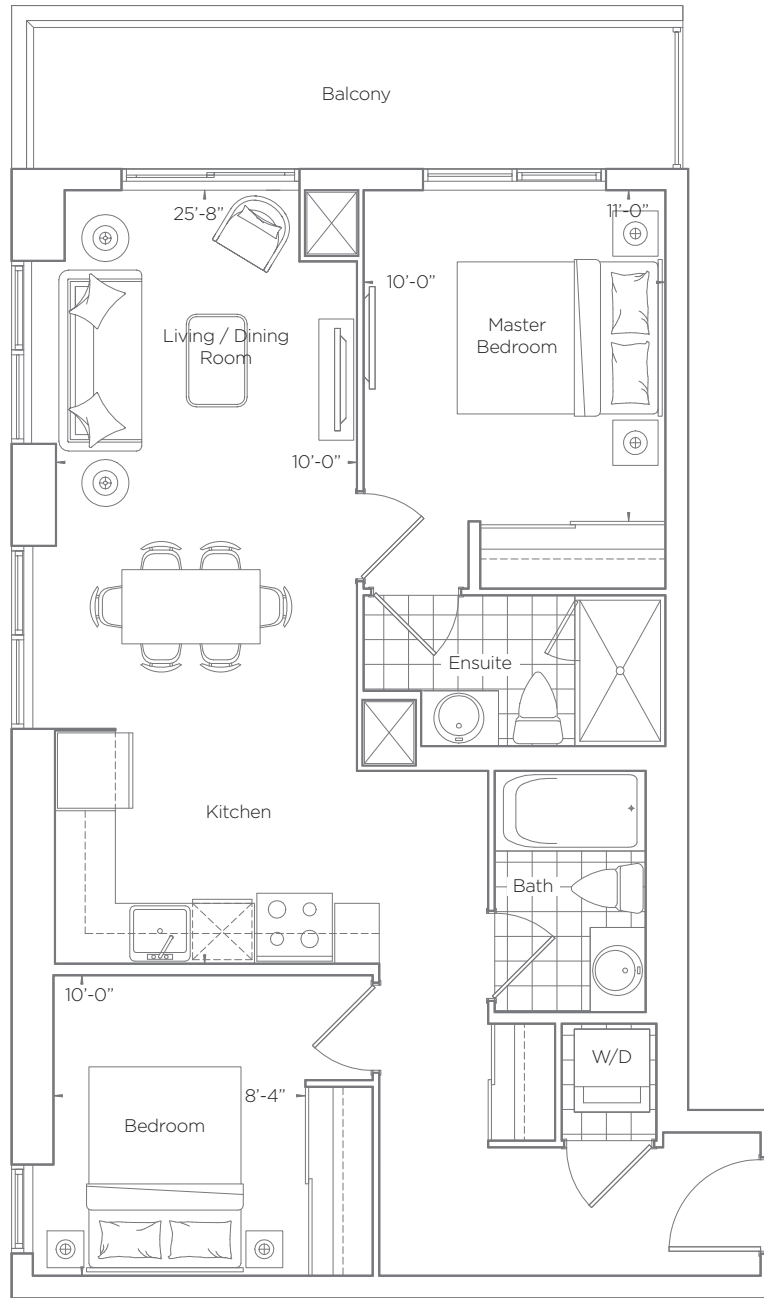 Balcony
25'-8”
11'-0”
10'-0”
Living / Dining
Room
Master
Bedroom
10'-0”
Ensuite
Kitchen
Bath
10'-0”
W/D
8'-4”
Bedroom